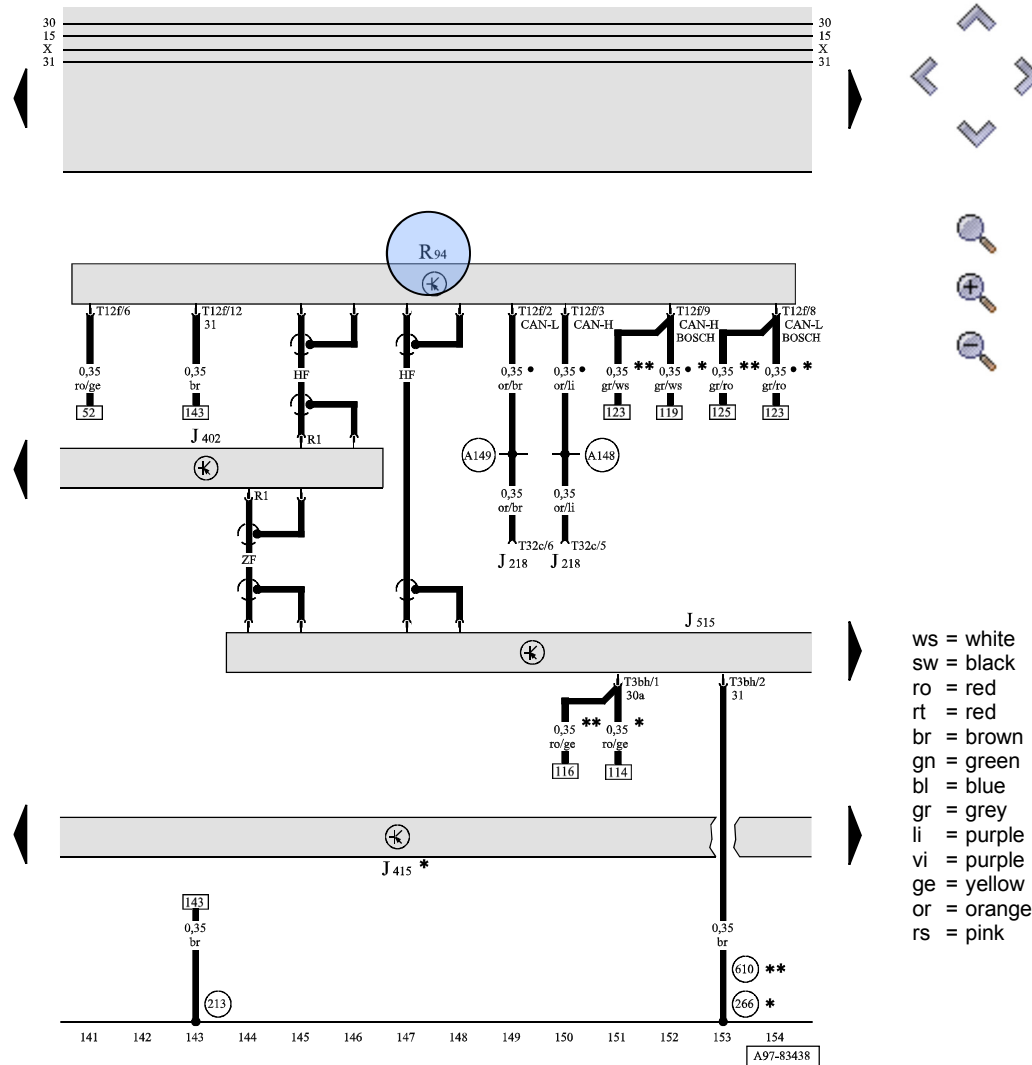 30 30
15 15
X X
31 31
R94
T12f/6 T12f/12 T12f/2 T12f/3 T12f/9 T12f/8
31 CAN-L CAN-H CAN-H CAN-L
BOSCH BOSCH
0,35 0,35 HF HF 0,35 • 0,35 • 0,35 ** 0,35 • * 0,35 ** 0,35 • *
ro/ge br or/br or/li gr/ws gr/ws gr/ro gr/ro
52 143 123 119 125 123
J402 R1
A149 A148
R1 0,35 0,35
or/br or/li
ZF T32c/6 T32c/5
J218 J218
J515
T3bh/1 T3bh/2
30a 31
0,35 ** 0,35 *
ro/ge ro/ge
116 114
J415 *
143
0,35 0,35
br br
610 **
213 266 *
141 142 143 144 145 146 147 148 149 150 151 152 153 154
A97-83438
ws = white
sw = black
ro = red
rt = red
br = brown
gn = green
bl = blue
gr = grey
li = purple
vi = purple
ge = yellow
or = orange
rs = pink